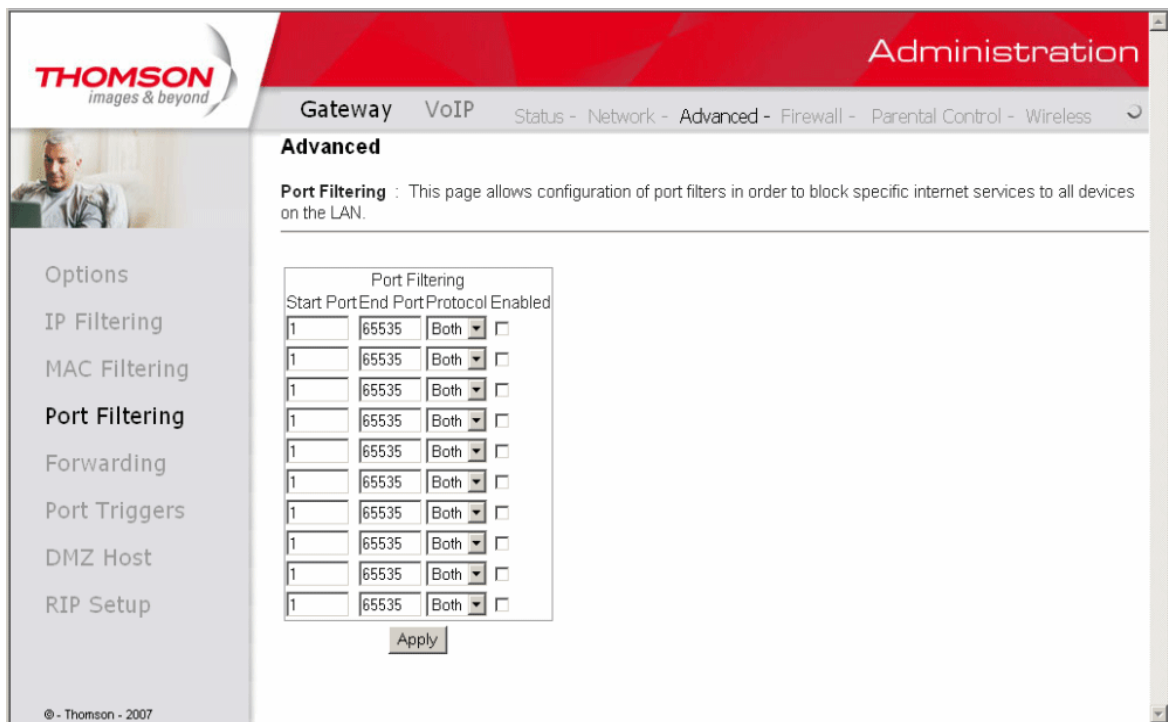 Administration
THOMSON
images & beyond
Gateway VoIP Status - Network - Advanced - Firewall - Parental Control - Wireless
Advanced
Port Filtering : This page allows configuration of port filters in order to block specific internet services to all devices
on the LAN.
Options
IP Filtering
MAC Filtering
Port Filtering
Forwarding
Port Triggers
DMZ Host
RIP Setup
Port Filtering
Start Port End Port Protocol Enabled
1 65535 Both
1 65535 Both
1 65535 Both
1 65535 Both
1 65535 Both
1 65535 Both
1 65535 Both
1 65535 Both
1 65535 Both
1 65535 Both
Apply
© - Thomson - 2007